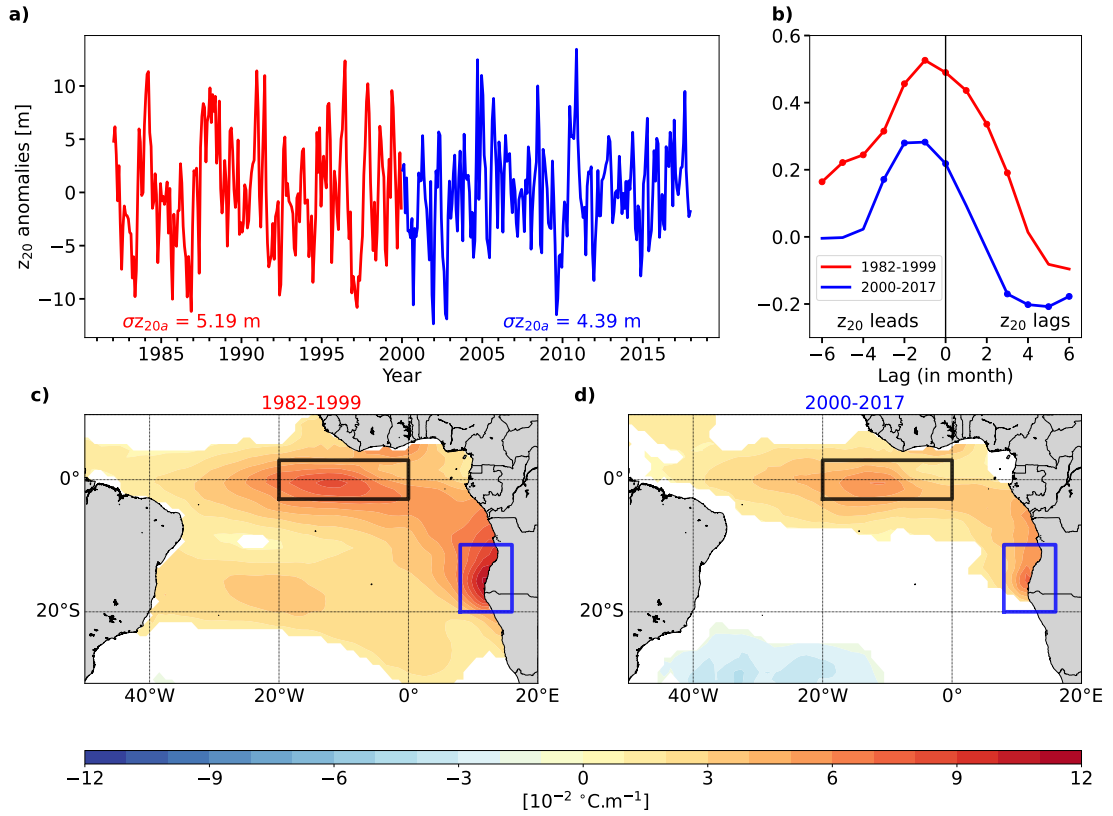 a)
z20 anomalies [m]
10
5
0
−5
−10
σz20a = 5.19 m
σz20a = 4.39 m
1985 1990 1995 2000 2005 2010 2015
Year
b)
0.6
0.4
0.2
0.0
−0.2
1982-1999
2000-2017
z20 leads
z20 lags
−6 −4 −2 0 2 4 6
Lag (in month)
c)
1982-1999
0°
20°S
40°W 20°W 0° 20°E
d)
2000-2017
0°
20°S
40°W 20°W 0° 20°E
−12 −9 −6 −3 0 3 6 9 12
[10−2 °C.m−1]